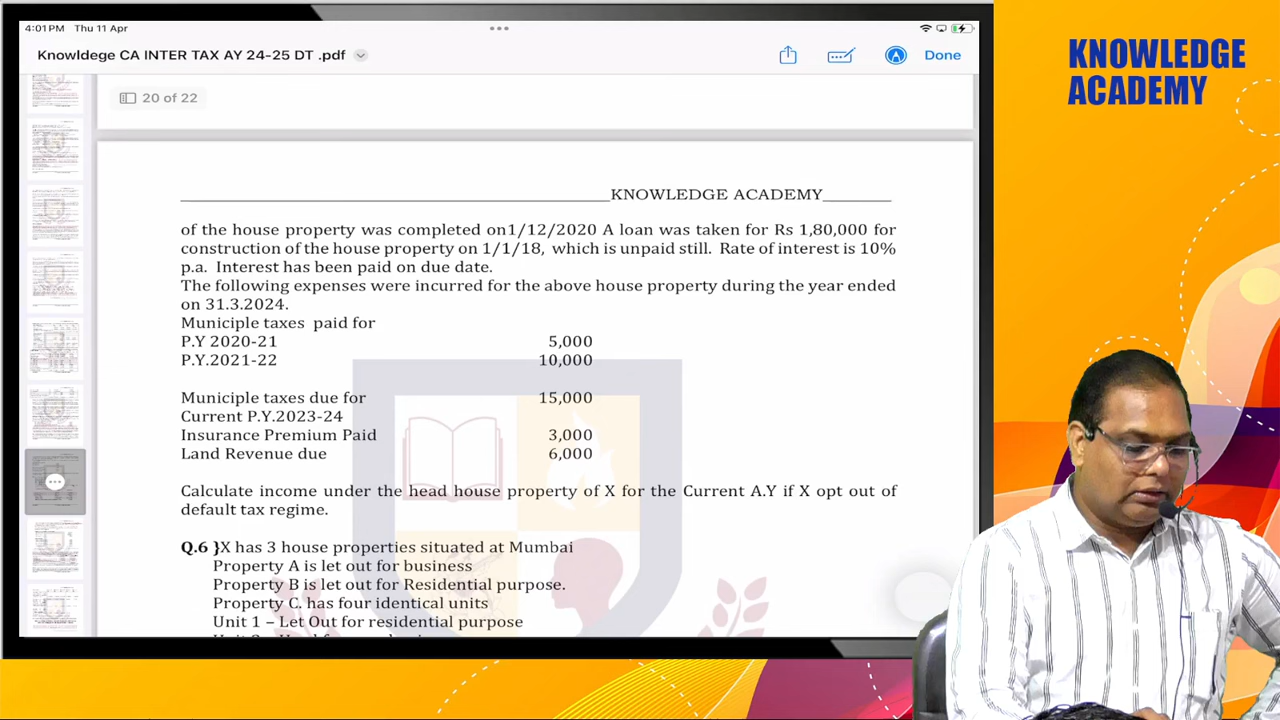 4:01 PM Thu 11 Apr
Knowldege CA INTER TAX AY 24-25 DT .pdf
Done
20 of 22
KNOWLEDGE ACADEMY
of the house property was completed on 1/12/2020 A loan was taken of Rs 1,80,000 for
construction of the house property on 1/1/18, which is unpaid still. Rate of interest is 10%
p.a. Interest has been paid on due
The following expenses were incurred on the above house property during the year ended
on 31.3.2024.
Municiple taxes paid for
P.Y. 2020-21 5,000
P.Y. -22 10,000
Municiple taxes due for 15,000
Current P.Y.2023-24
Insurance Premium Paid 3,000
Land Revenue due 6,000
Calculate income under the head house property of X for the Current A.Y. if X opt out of
default tax regime.
Q.6 X has 3 house properties situated in Mumbai
Property A is let out for business
Property B is let out for Residential purpose.
Property C has four identical units
1 – Let out for residential purpose
KNOWLEDGE
ACADEMY